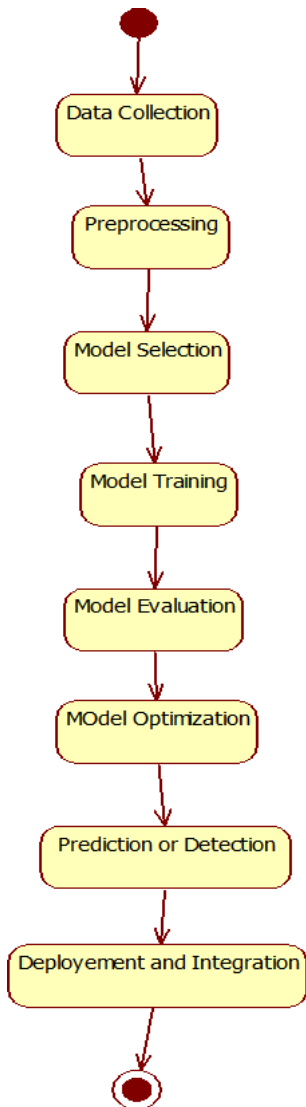 Data Collection
Preprocessing
Model Selection
Model Training
Model Evaluation
MOdel Optimization
Prediction or Detection
Deployement and Integration